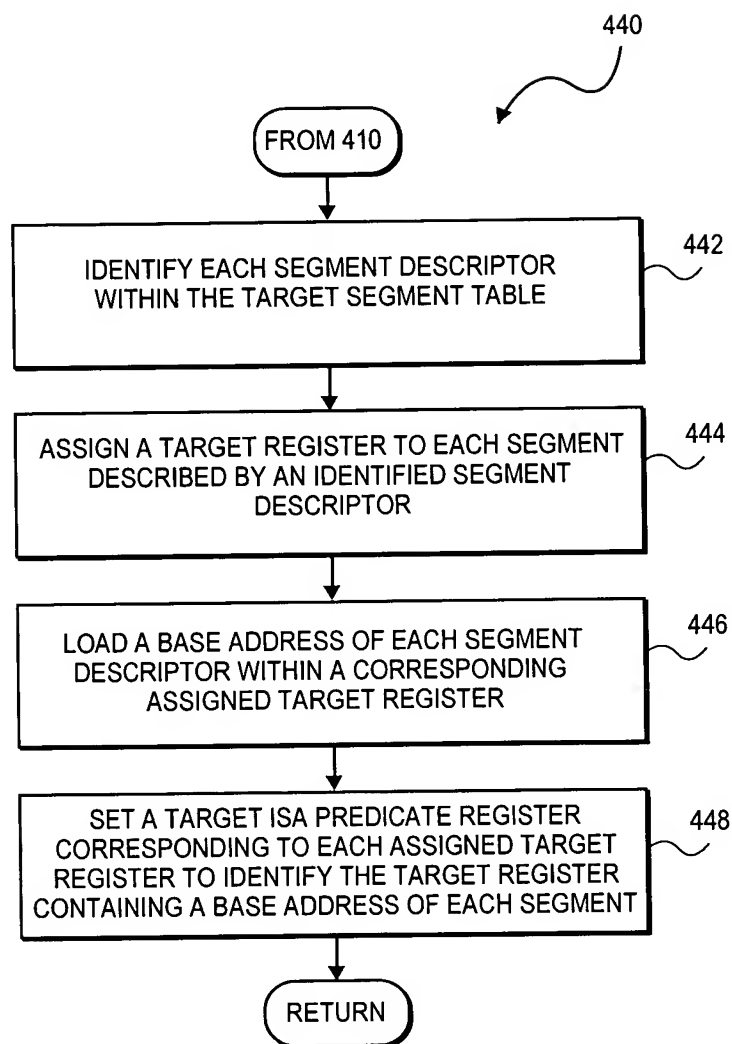 440
FROM 410
IDENTIFY EACH SEGMENT DESCRIPTOR
WITHIN THE TARGET SEGMENT TABLE
442
ASSIGN A TARGET REGISTER TO EACH SEGMENT
DESCRIBED BY AN IDENTIFIED SEGMENT
DESCRIPTOR
444
LOAD A BASE ADDRESS OF EACH SEGMENT
DESCRIPTOR WITHIN A CORRESPONDING
ASSIGNED TARGET REGISTER
446
SET A TARGET ISA PREDICATE REGISTER
CORRESPONDING TO EACH ASSIGNED TARGET
REGISTER TO IDENTIFY THE TARGET REGISTER
CONTAINING A BASE ADDRESS OF EACH SEGMENT
448
RETURN